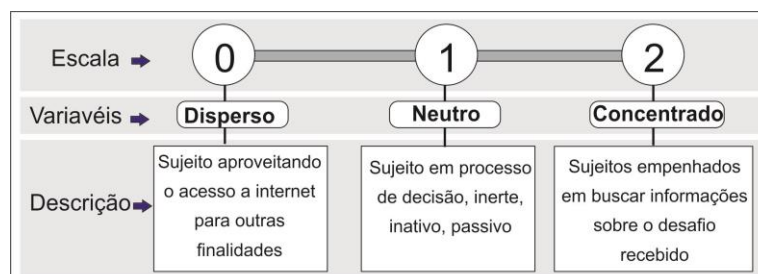 Escala
0
1
2
Variavéis
Disperso
Neutro
Concentrado
Descrição
Sujeito aproveitando
o acesso a internet
para outras
finalidades
Sujeito em processo
de decisão, inerte,
inativo, passivo
Sujeitos empenhados
em buscar informações
sobre o desafio
recebido